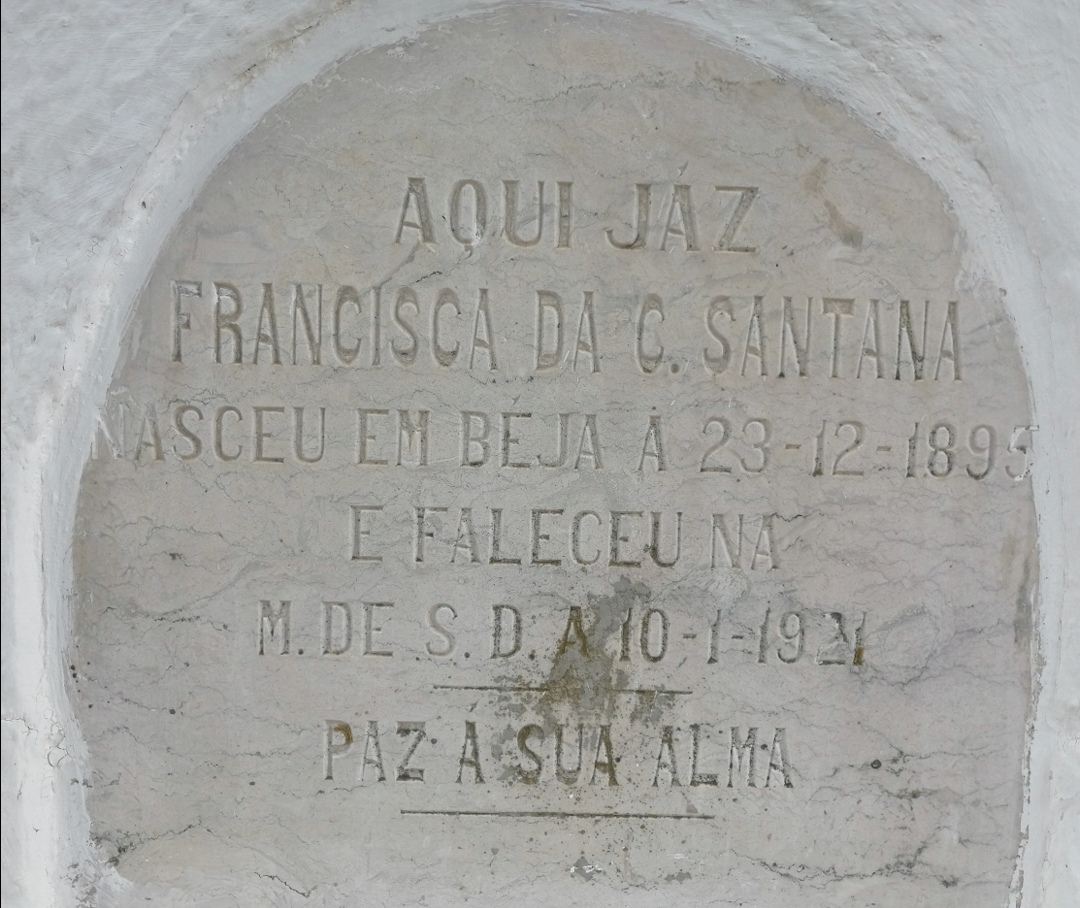 AQUI JÁZ
FRANCISCA DA C. SANTANA
NASCEU EM BÉJA Á 23-12-1895
E FALECEU NA
M. DE S. D. A 10-1-1921
PAZ Á SUA ALMA